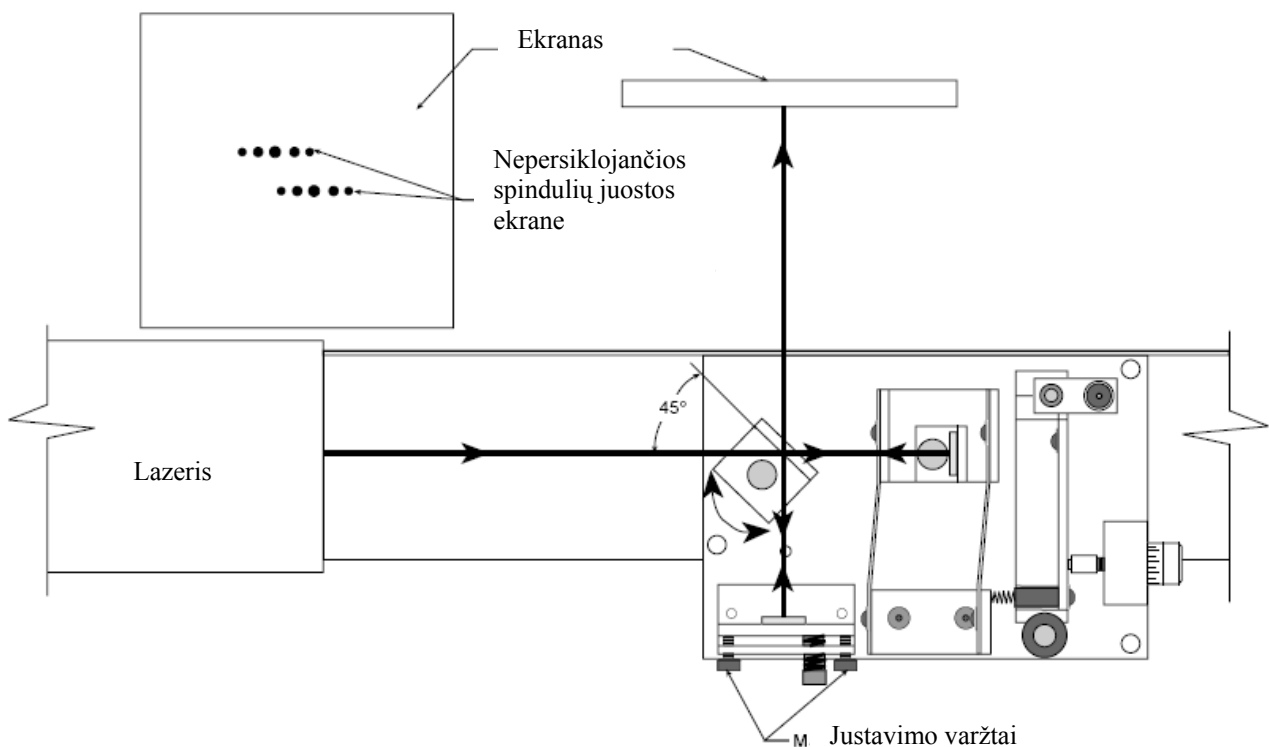 Ekranas
Nepersiklojančios
spindulių juostos
ekrane
45°
Lazeris
M
Justavimo varžtai